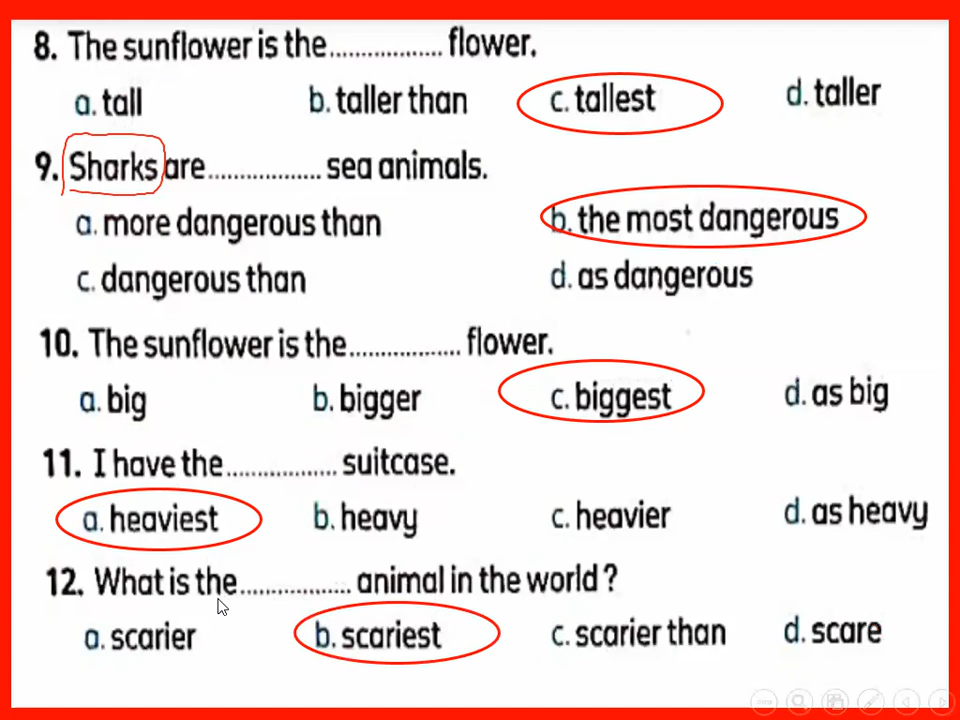 8. The sunflower is the.................. flower.
a. tall b. taller than c. tallest d. taller
9. Sharks are.................. sea animals.
a. more dangerous than b. the most dangerous
c. dangerous than d. as dangerous
10. The sunflower is the.................. flower.
a. big b. bigger c. biggest d. as big
11. I have the.................. suitcase.
a. heaviest b. heavy c. heavier d. as heavy
12. What is the.................. animal in the world ?
a. scarier b. scariest c. scarier than d. scare